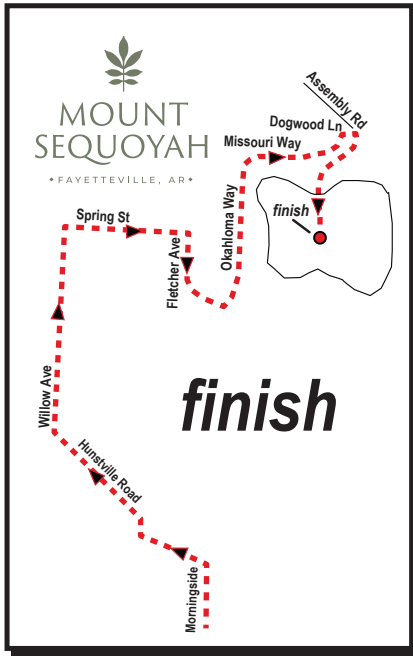 MOUNT
SEQUOYAH
•FAYETTEVILLE, AR•
Assembly Rd
Dogwood Ln
Missouri Way
finish
Okahloma Way
Spring St
Fletcher Ave
Willow Ave
finish
Hunstville Road
Morningside